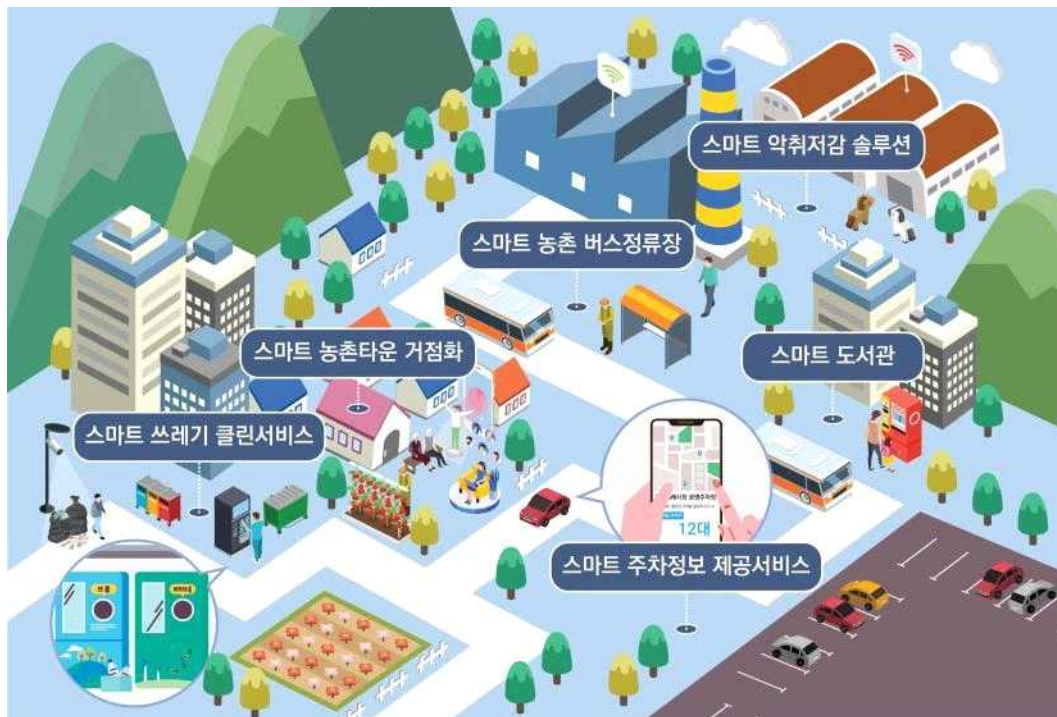 스마트 악취저감 솔루션
스마트 농촌 버스정류장
스마트 농촌타운 거점화
스마트 도서관
스마트 쓰레기 클린서비스
12대
스마트 주차정보 제공서비스